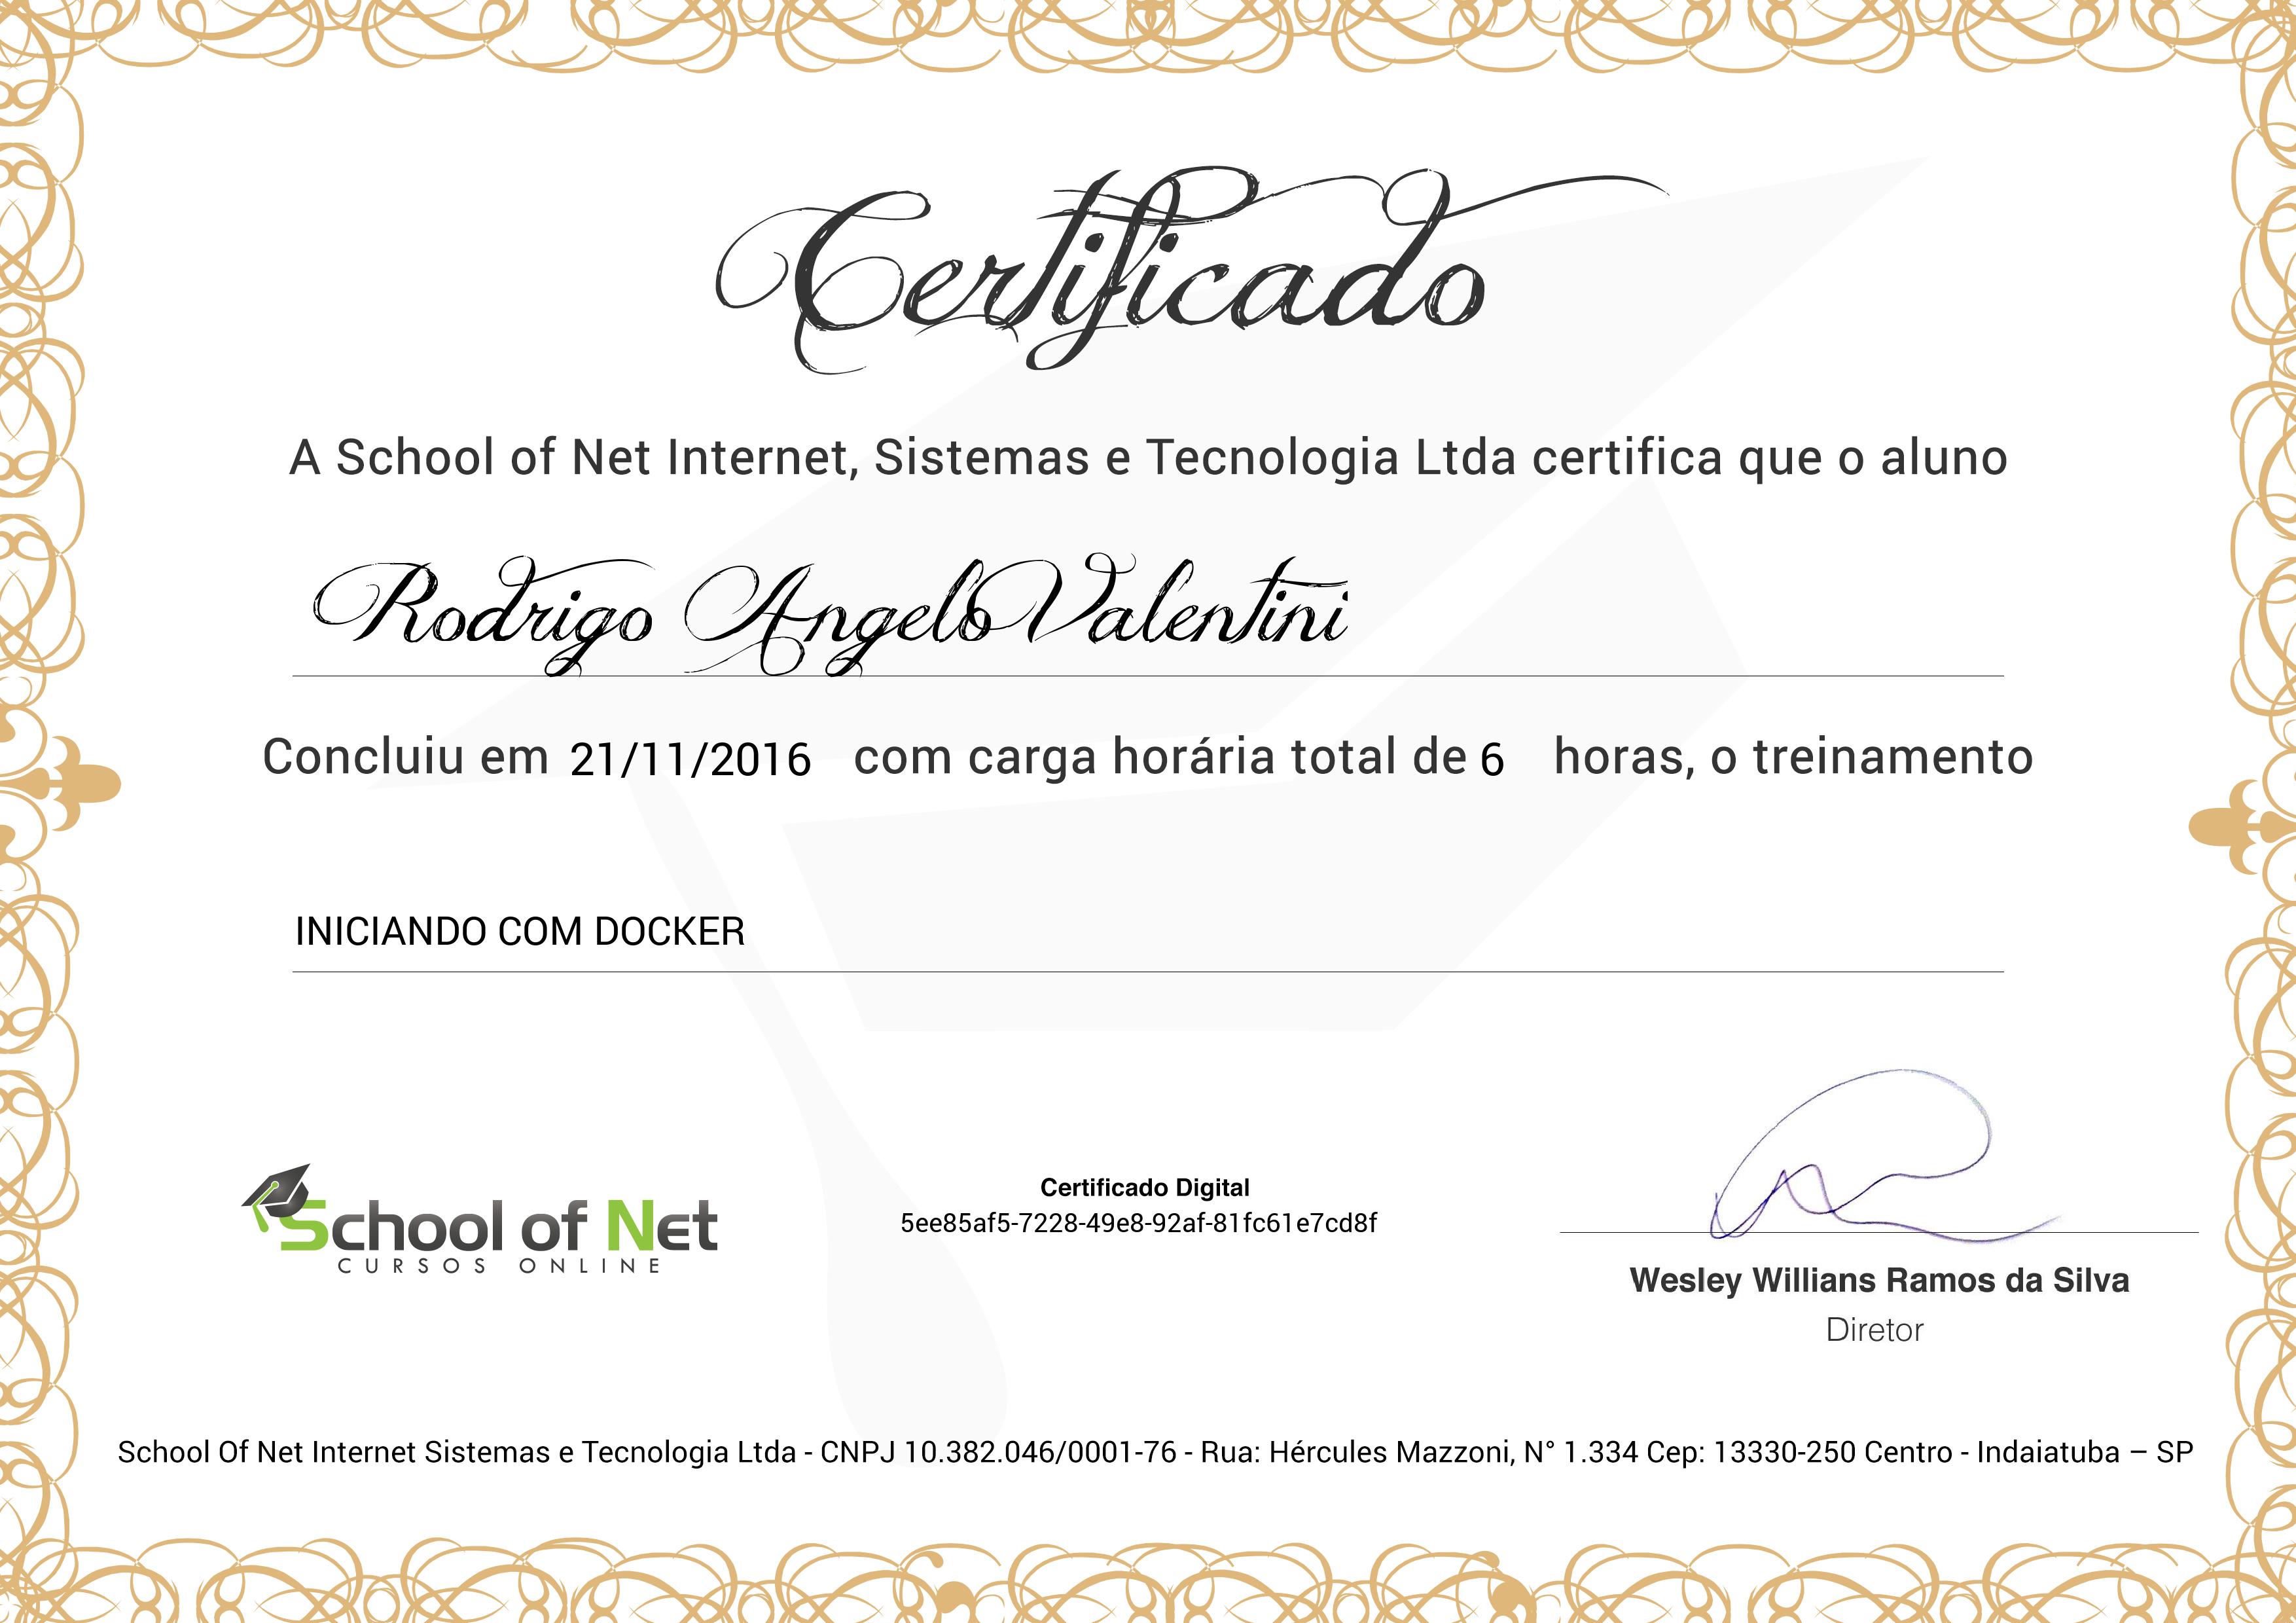 Certificado
A School of Net Internet, Sistemas e Tecnologia Ltda certifica que o aluno
Rodrigo Angelo Valentini
Concluiu em 21/11/2016 com carga horária total de 6 horas, o treinamento
INICIANDO COM DOCKER
School of Net
CURSOS ONLINE
Certificado Digital
5ee85af5-7228-49e8-92af-81fc61e7cd8f
Wesley Willians Ramos da Silva
Diretor
School Of Net Internet Sistemas e Tecnologia Ltda - CNPJ 10.382.046/0001-76 - Rua: Hércules Mazzoni, N° 1.334 Cep: 13330-250 Centro - Indaiatuba – SP